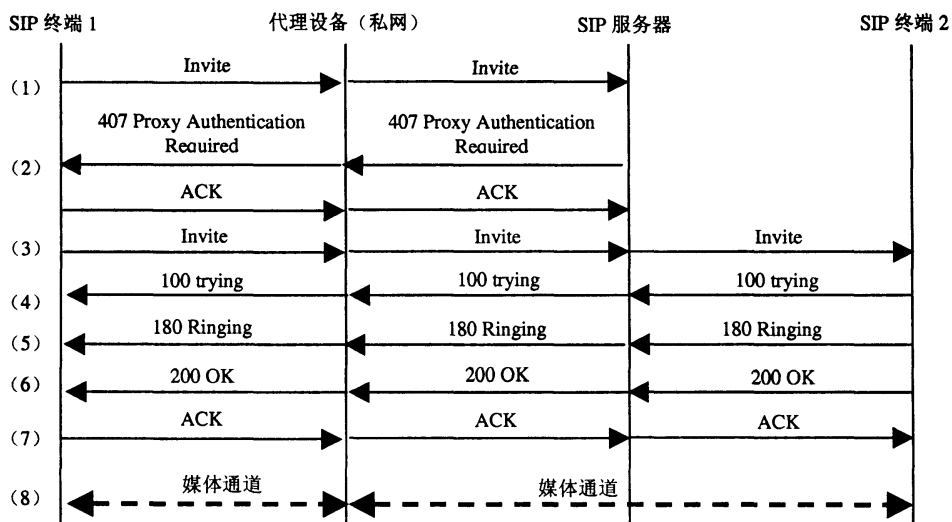 SIP 终端 1 代理设备（私网） SIP 服务器 SIP 终端 2
（1） Invite Invite
407 Proxy Authentication Required 407 Proxy Authentication Required
（2）
ACK ACK
（3） Invite Invite Invite
（4） 100 trying 100 trying 100 trying
（5） 180 Ringing 180 Ringing 180 Ringing
（6） 200 OK 200 OK 200 OK
（7） ACK ACK ACK
（8） 媒体通道 媒体通道